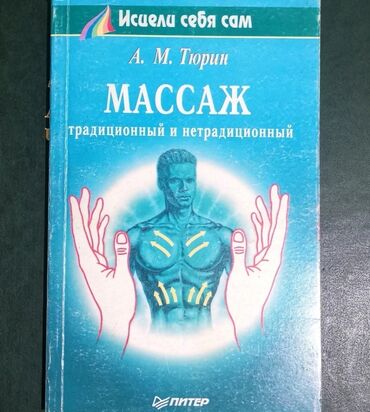 Исцели себя сам
А. М. Тюрин
МАССАЖ
традиционный и нетрадиционный
ПИТЕР